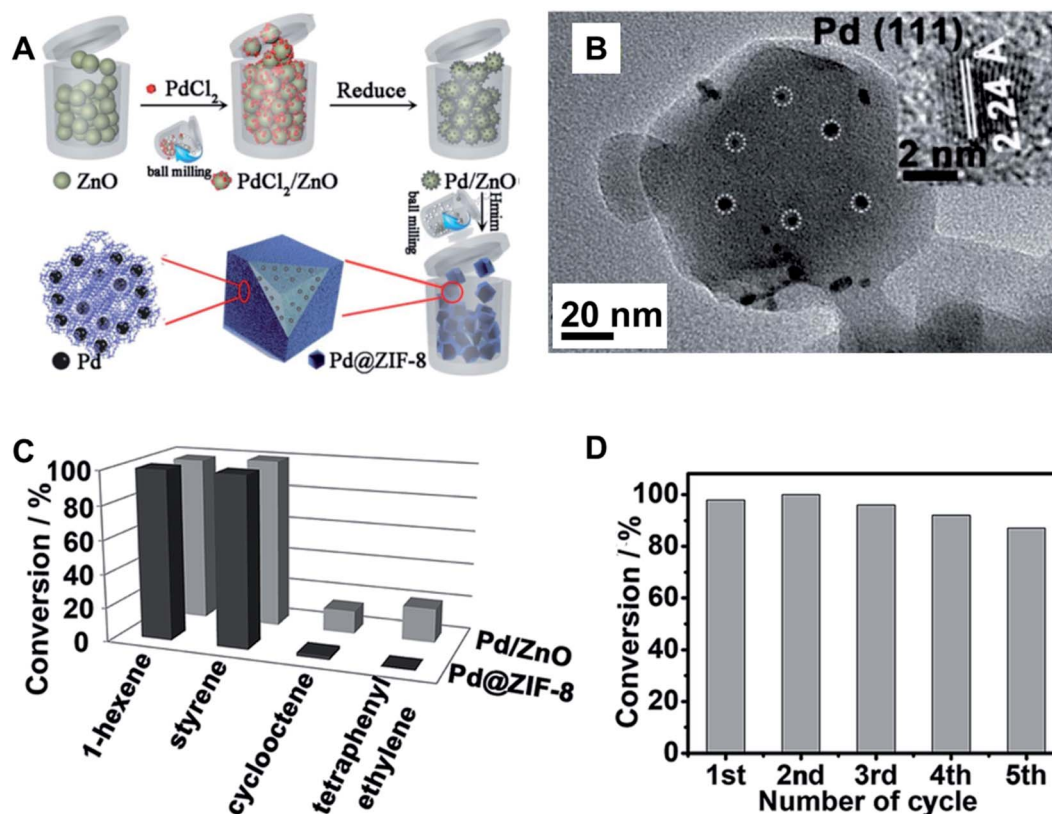 A
PdCl2
Reduce
ball milling
ZnO
PdCl2/ZnO
Pd/ZnO
ball milling
Hmim
Pd
Pd@ZIF-8
B
Pd (111)
2.24 A
2 nm
20 nm
C
Conversion / %
100
80
60
40
20
0
1-hexene
styrene
cyclooctene
tetraphenyl
ethylene
Pd/ZnO
Pd@ZIF-8
D
Conversion / %
100
80
60
40
20
0
1st 2nd 3rd 4th 5th
Number of cycle